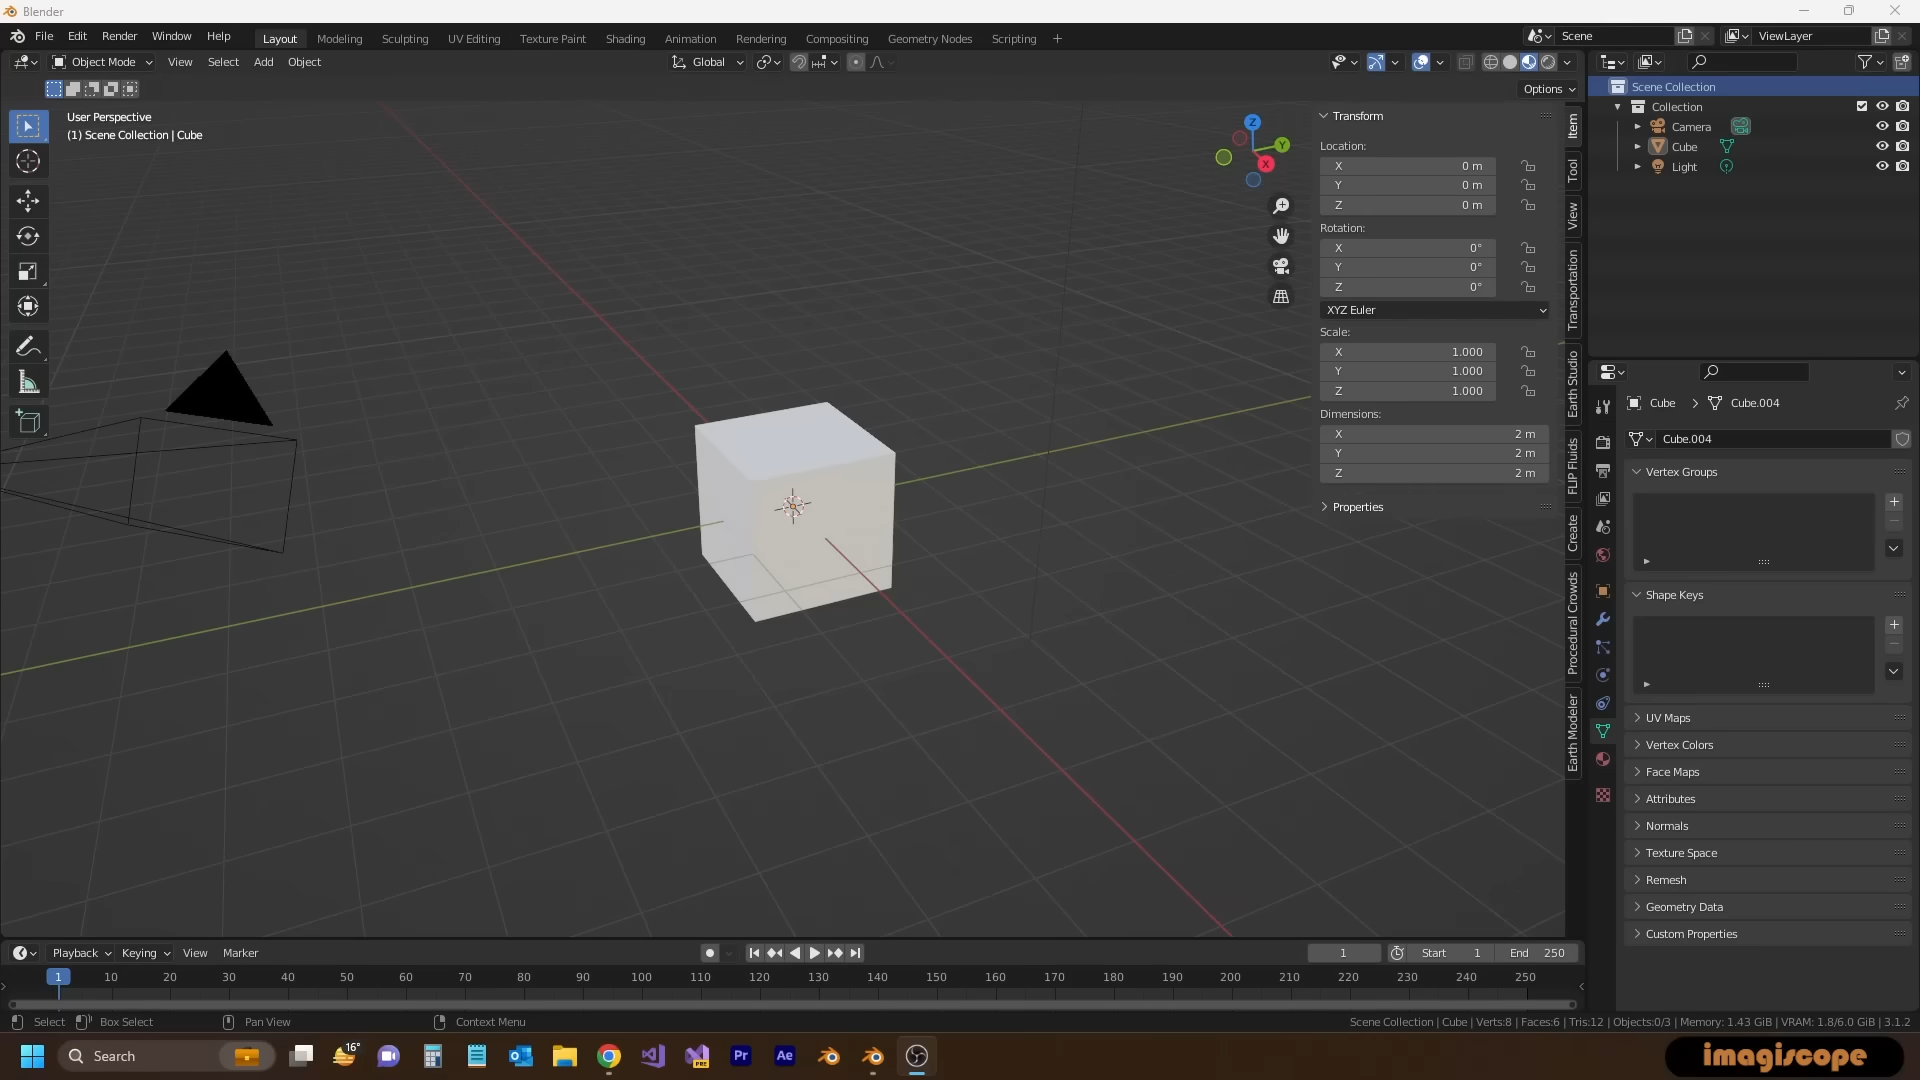 Blender
File Edit Render Window Help
Layout Modeling Sculpting UV Editing Texture Paint Shading Animation Rendering Compositing Geometry Nodes Scripting +
Scene
ViewLayer
Object Mode View Select Add Object
Global
Options
User Perspective
(1) Scene Collection | Cube
Z
Y
X
Transform
Location:
X 0 m
Y 0 m
Z 0 m
Rotation:
X 0°
Y 0°
Z 0°
XYZ Euler
Scale:
X 1.000
Y 1.000
Z 1.000
Dimensions:
X 2 m
Y 2 m
Z 2 m
Properties
Item
Tool
View
Transportation
Earth Studio
FLIP Fluids
Create
Procedural Crowds
Earth Modeler
Scene Collection
Collection
Camera
Cube
Light
Cube > Cube.004
Cube.004
Vertex Groups
Shape Keys
UV Maps
Vertex Colors
Face Maps
Attributes
Normals
Texture Space
Remesh
Geometry Data
Custom Properties
Playback Keying View Marker
1
Start 1
End 250
1 10 20 30 40 50 60 70 80 90 100 110 120 130 140 150 160 170 180 190 200 210 220 230 240 250
Select Box Select Pan View Context Menu
Scene Collection | Cube | Verts:8 | Faces:6 | Tris:12 | Objects:0/3 | Memory: 1.43 GiB | VRAM: 1.8/6.0 GiB | 3.1.2
Search
16°
PRE
Pr
Ae
imagiscope